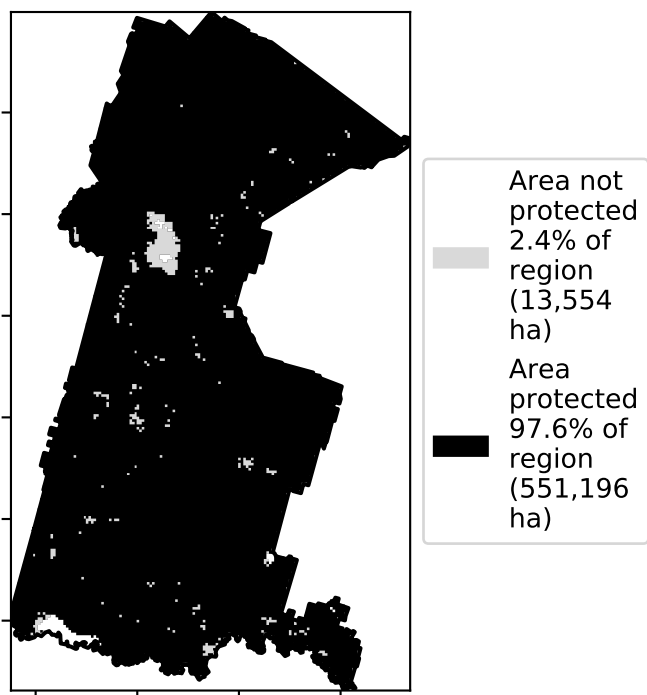 Area not
protected
2.4% of
region
(13,554
ha)
Area
protected
97.6% of
region
(551,196
ha)